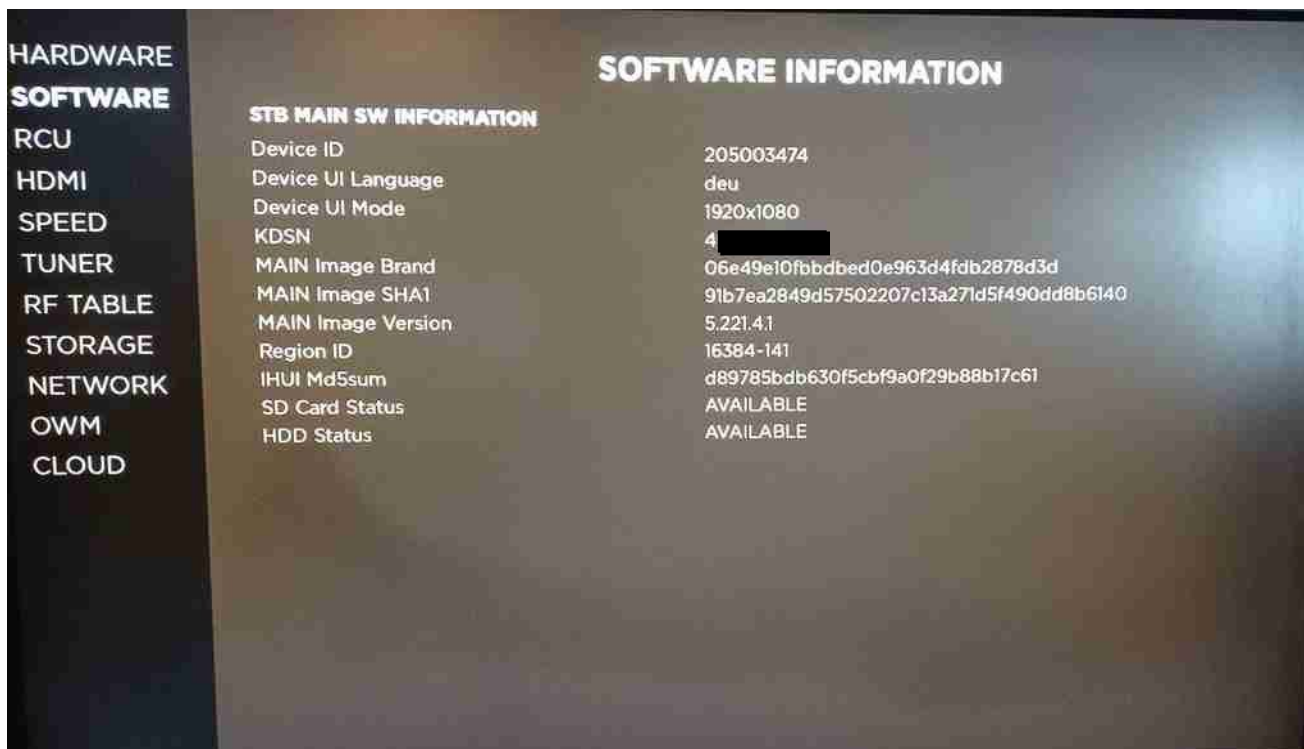 HARDWARE
SOFTWARE
RCU
HDMI
SPEED
TUNER
RF TABLE
STORAGE
NETWORK
OWM
CLOUD
SOFTWARE INFORMATION
STB MAIN SW INFORMATION
Device ID 205003474
Device UI Language deu
Device UI Mode 1920x1080
KDSN 4
MAIN Image Brand 06e49e10fbbdbed0e963d4fdb2878d3d
MAIN Image SHA1 91b7ea2849d57502207c13a271d5f490dd8b6140
MAIN Image Version 5.221.4.1
Region ID 16384-141
IHUI Md5sum d89785bdb630f5cbf9a0f29b88b17c61
SD Card Status AVAILABLE
HDD Status AVAILABLE